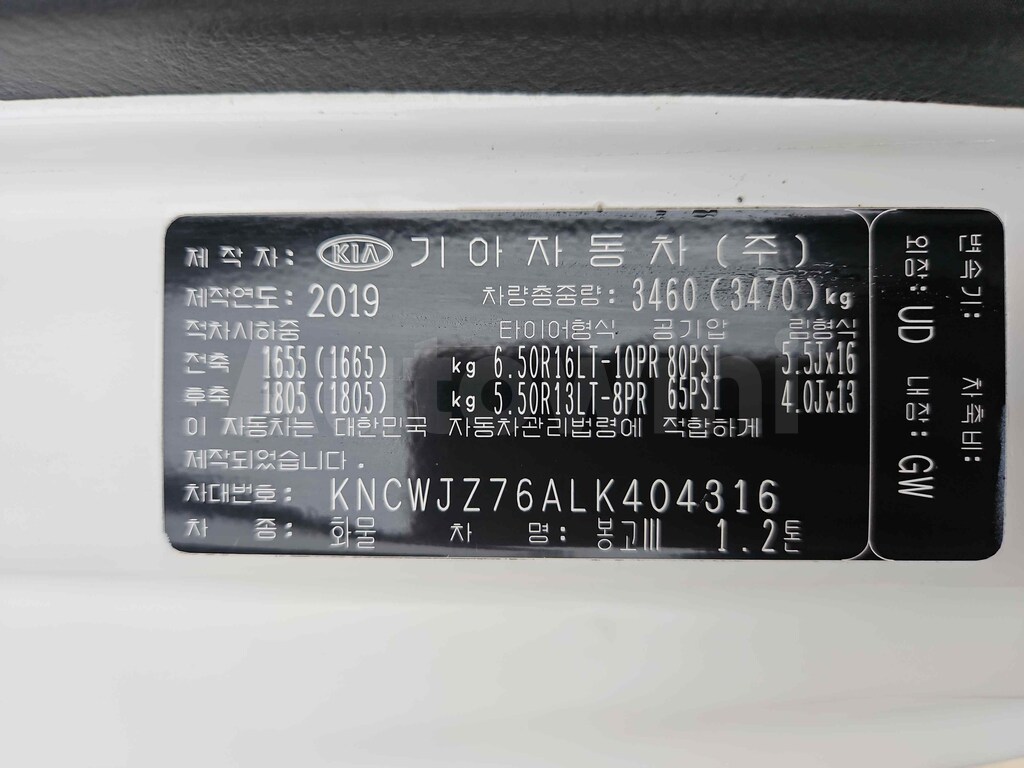 제작자: KIA 기아자동차(주)
제작연도: 2019 차량총중량: 3460(3470)kg
적차시하중 타이어형식 공기압 림형식
전축 1655(1665) kg 6.50R16LT-10PR 80PSI 5.5Jx16
후축 1805(1805) kg 5.50R13LT-8PR 65PSI 4.0Jx13
이 자동차는 대한민국 자동차관리법령에 적합하게
제작되었습니다.
차대번호: KNCWJZ76ALK404316
차 종: 화물 차 명: 봉고III 1.2톤
변속기: 차축비:
외장: UD 내장: GW